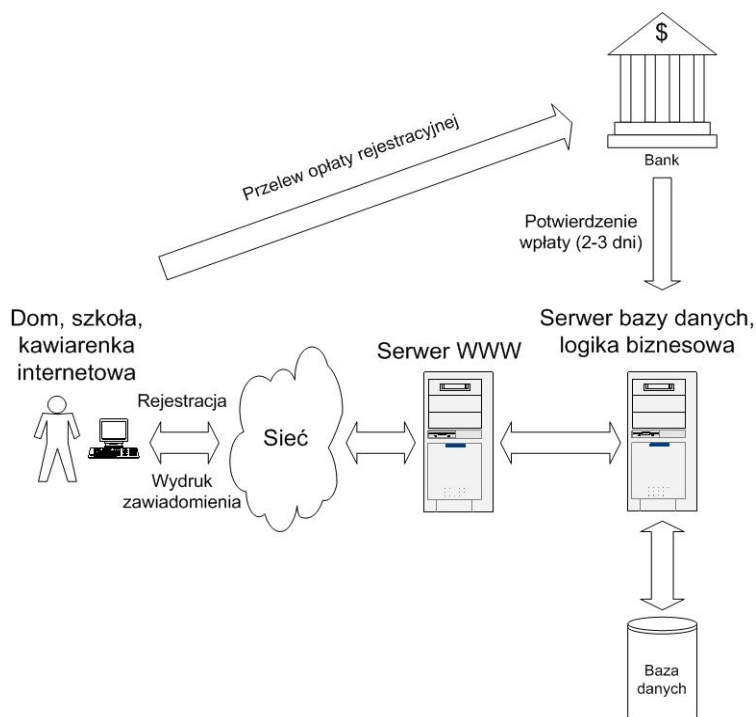 $
Bank
Przelew opłaty rejestracyjnej
Potwierdzenie
wpłaty (2-3 dni)
Dom, szkoła,
kawiarenka
internetowa
Serwer WWW
Serwer bazy danych,
logika biznesowa
Rejestracja
Sieć
Wydruk
zawiadomienia
Baza
danych